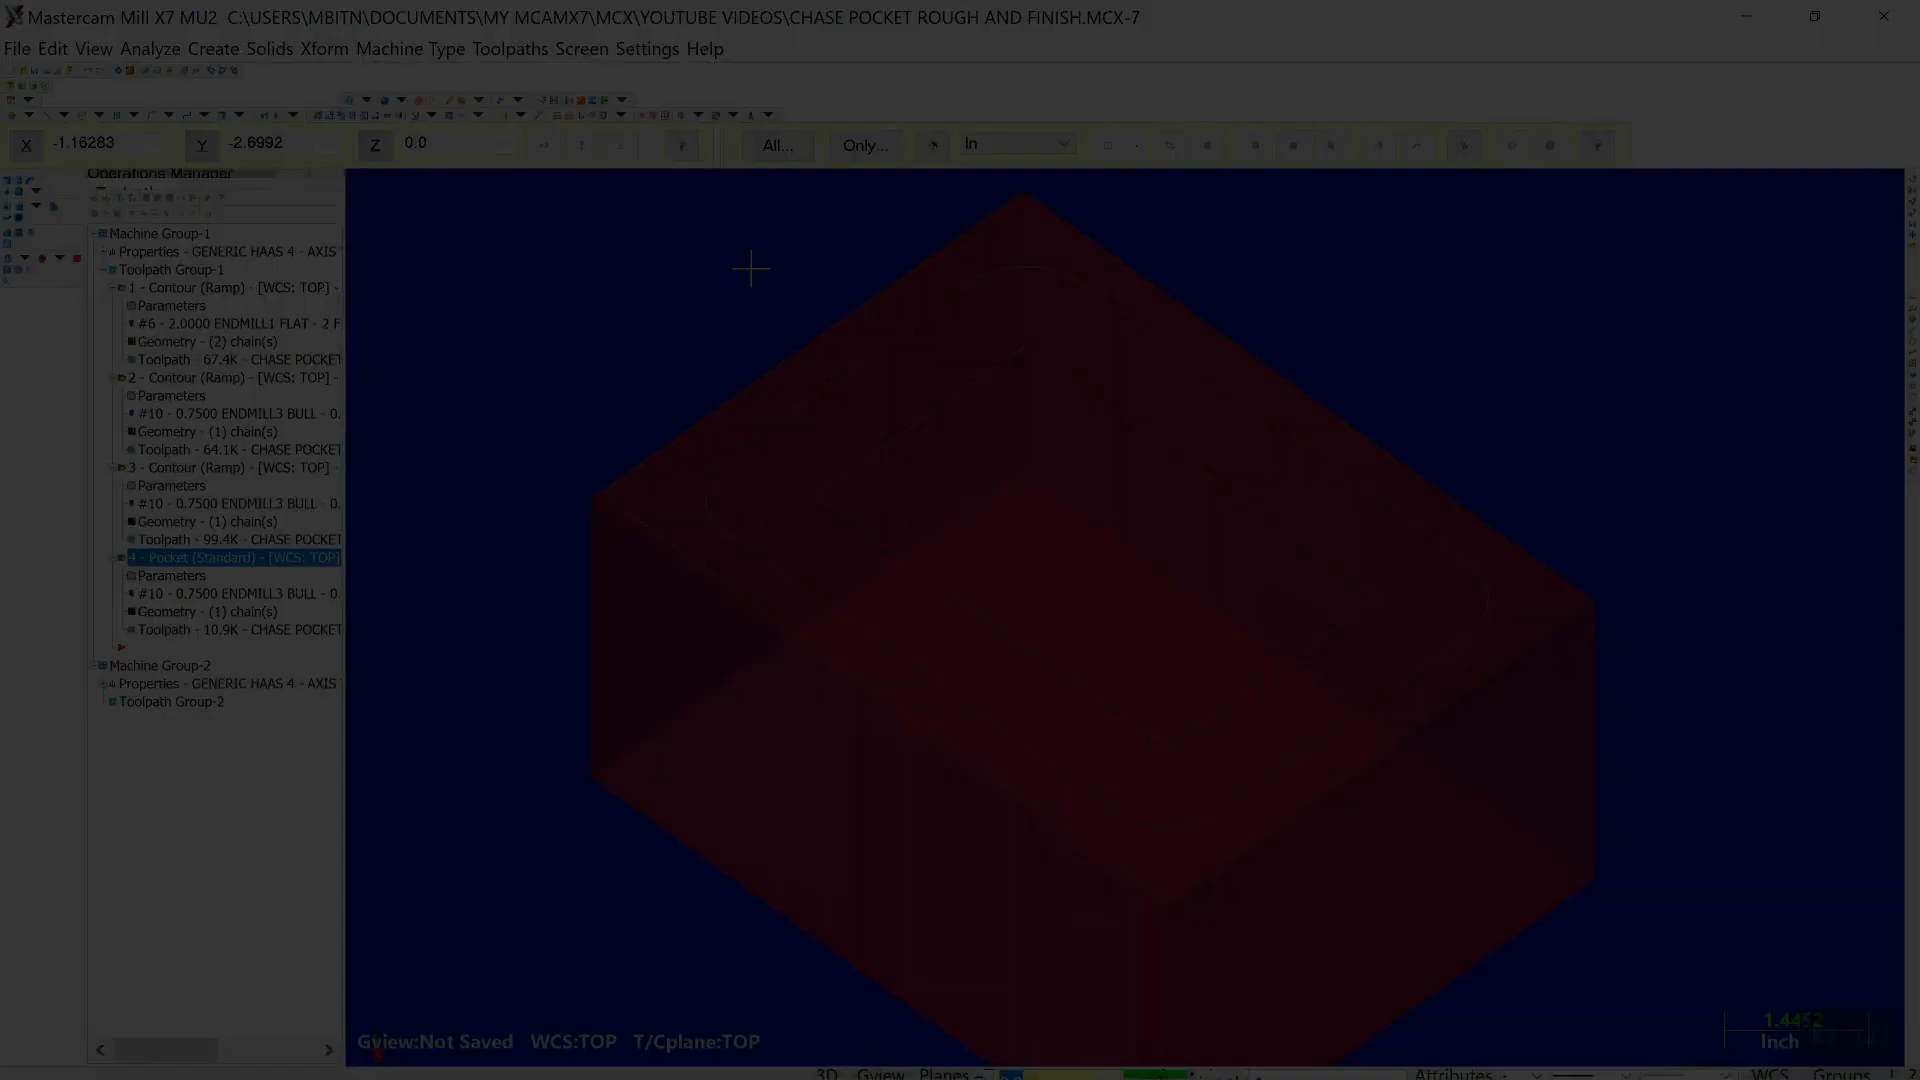 Mastercam Mill X7 MU2  C:\USERS\MBITN\DOCUMENTS\MY MCAMX7\MCX\YOUTUBE VIDEOS\CHASE POCKET ROUGH AND FINISH.MCX-7
File Edit View Analyze Create Solids Xform Machine Type Toolpaths Screen Settings Help
X -1.16283 Y -2.6992 Z 0.0 All... Only... In
Operations Manager
Machine Group-1
Properties - GENERIC HAAS 4 - AXIS
Toolpath Group-1
1 - Contour (Ramp) - [WCS: TOP] -
Parameters
#6 - 2.0000 ENDMILL1 FLAT - 2 F
Geometry - (2) chain(s)
Toolpath - 67.4K - CHASE POCKET
2 - Contour (Ramp) - [WCS: TOP] -
Parameters
#10 - 0.7500 ENDMILL3 BULL - 0.
Geometry - (1) chain(s)
Toolpath - 64.1K - CHASE POCKET
3 - Contour (Ramp) - [WCS: TOP] -
Parameters
#10 - 0.7500 ENDMILL3 BULL - 0.
Geometry - (1) chain(s)
Toolpath - 99.4K - CHASE POCKET
4 - Pocket (Standard) - [WCS: TOP]
Parameters
#10 - 0.7500 ENDMILL3 BULL - 0.
Geometry - (1) chain(s)
Toolpath - 10.9K - CHASE POCKET
Machine Group-2
Properties - GENERIC HAAS 4 - AXIS
Toolpath Group-2
Gview:Not Saved WCS:TOP T/Cplane:TOP
1.4452
Inch
3D Gview Planes Attributes WCS Groups